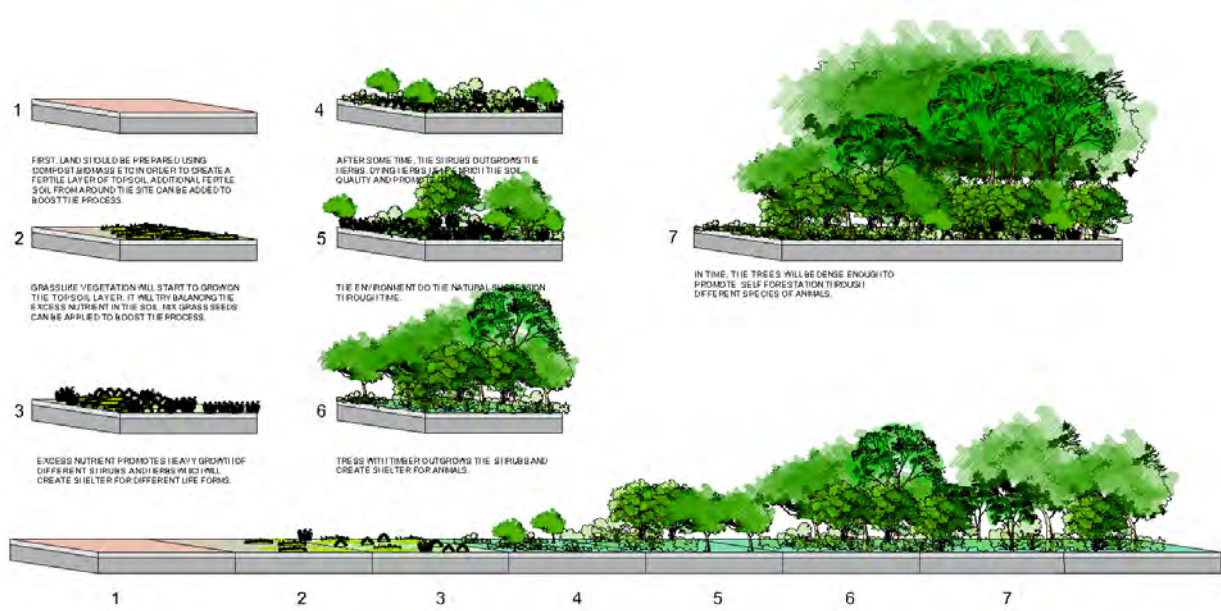 1
FIRST, LAND SHOULD BE PREPARED USING
COMPOST,BIOMASS ETC IN ORDER TO CREATE A
FERTILE LAYER OF TOPSOIL. ADDITIONAL FERTILE
SOIL FROM AROUND THE SITE CAN BE ADDED TO
BOOST THE PROCESS.
2
GRASSLIKE VEGETATION WILL START TO GROW ON
THE TOPSOIL LAYER. IT WILL TRY BALANCING THE
EXCESS NUTRIENT IN THE SOIL. MIX GRASS SEEDS
CAN BE APPLIED TO BOOST THE PROCESS.
3
EXCESS NUTRIENT PROMOTES HEAVY GROWTH OF
DIFFERENT SHRUBS AND HERBS WHICH WILL
CREATE SHELTER FOR DIFFERENT LIFE FORMS.
4
AFTER SOME TIME, THE SHRUBS OUTGROWS THE
HERBS. DYING HERBS HELP ENRICH THE SOIL
QUALITY AND PROMOTE
5
THE ENVIRONMENT DO THE NATURAL SUCCESSION
THROUGH TIME.
6
TRESS WITH TIMBER OUTGROWS THE SHRUBS AND
CREATE SHELTER FOR ANIMALS.
7
IN TIME, THE TREES WILL BE DENSE ENOUGH TO
PROMOTE SELF FORESTATION THROUGH
DIFFERENT SPECIES OF ANIMALS.
1 2 3 4 5 6 7